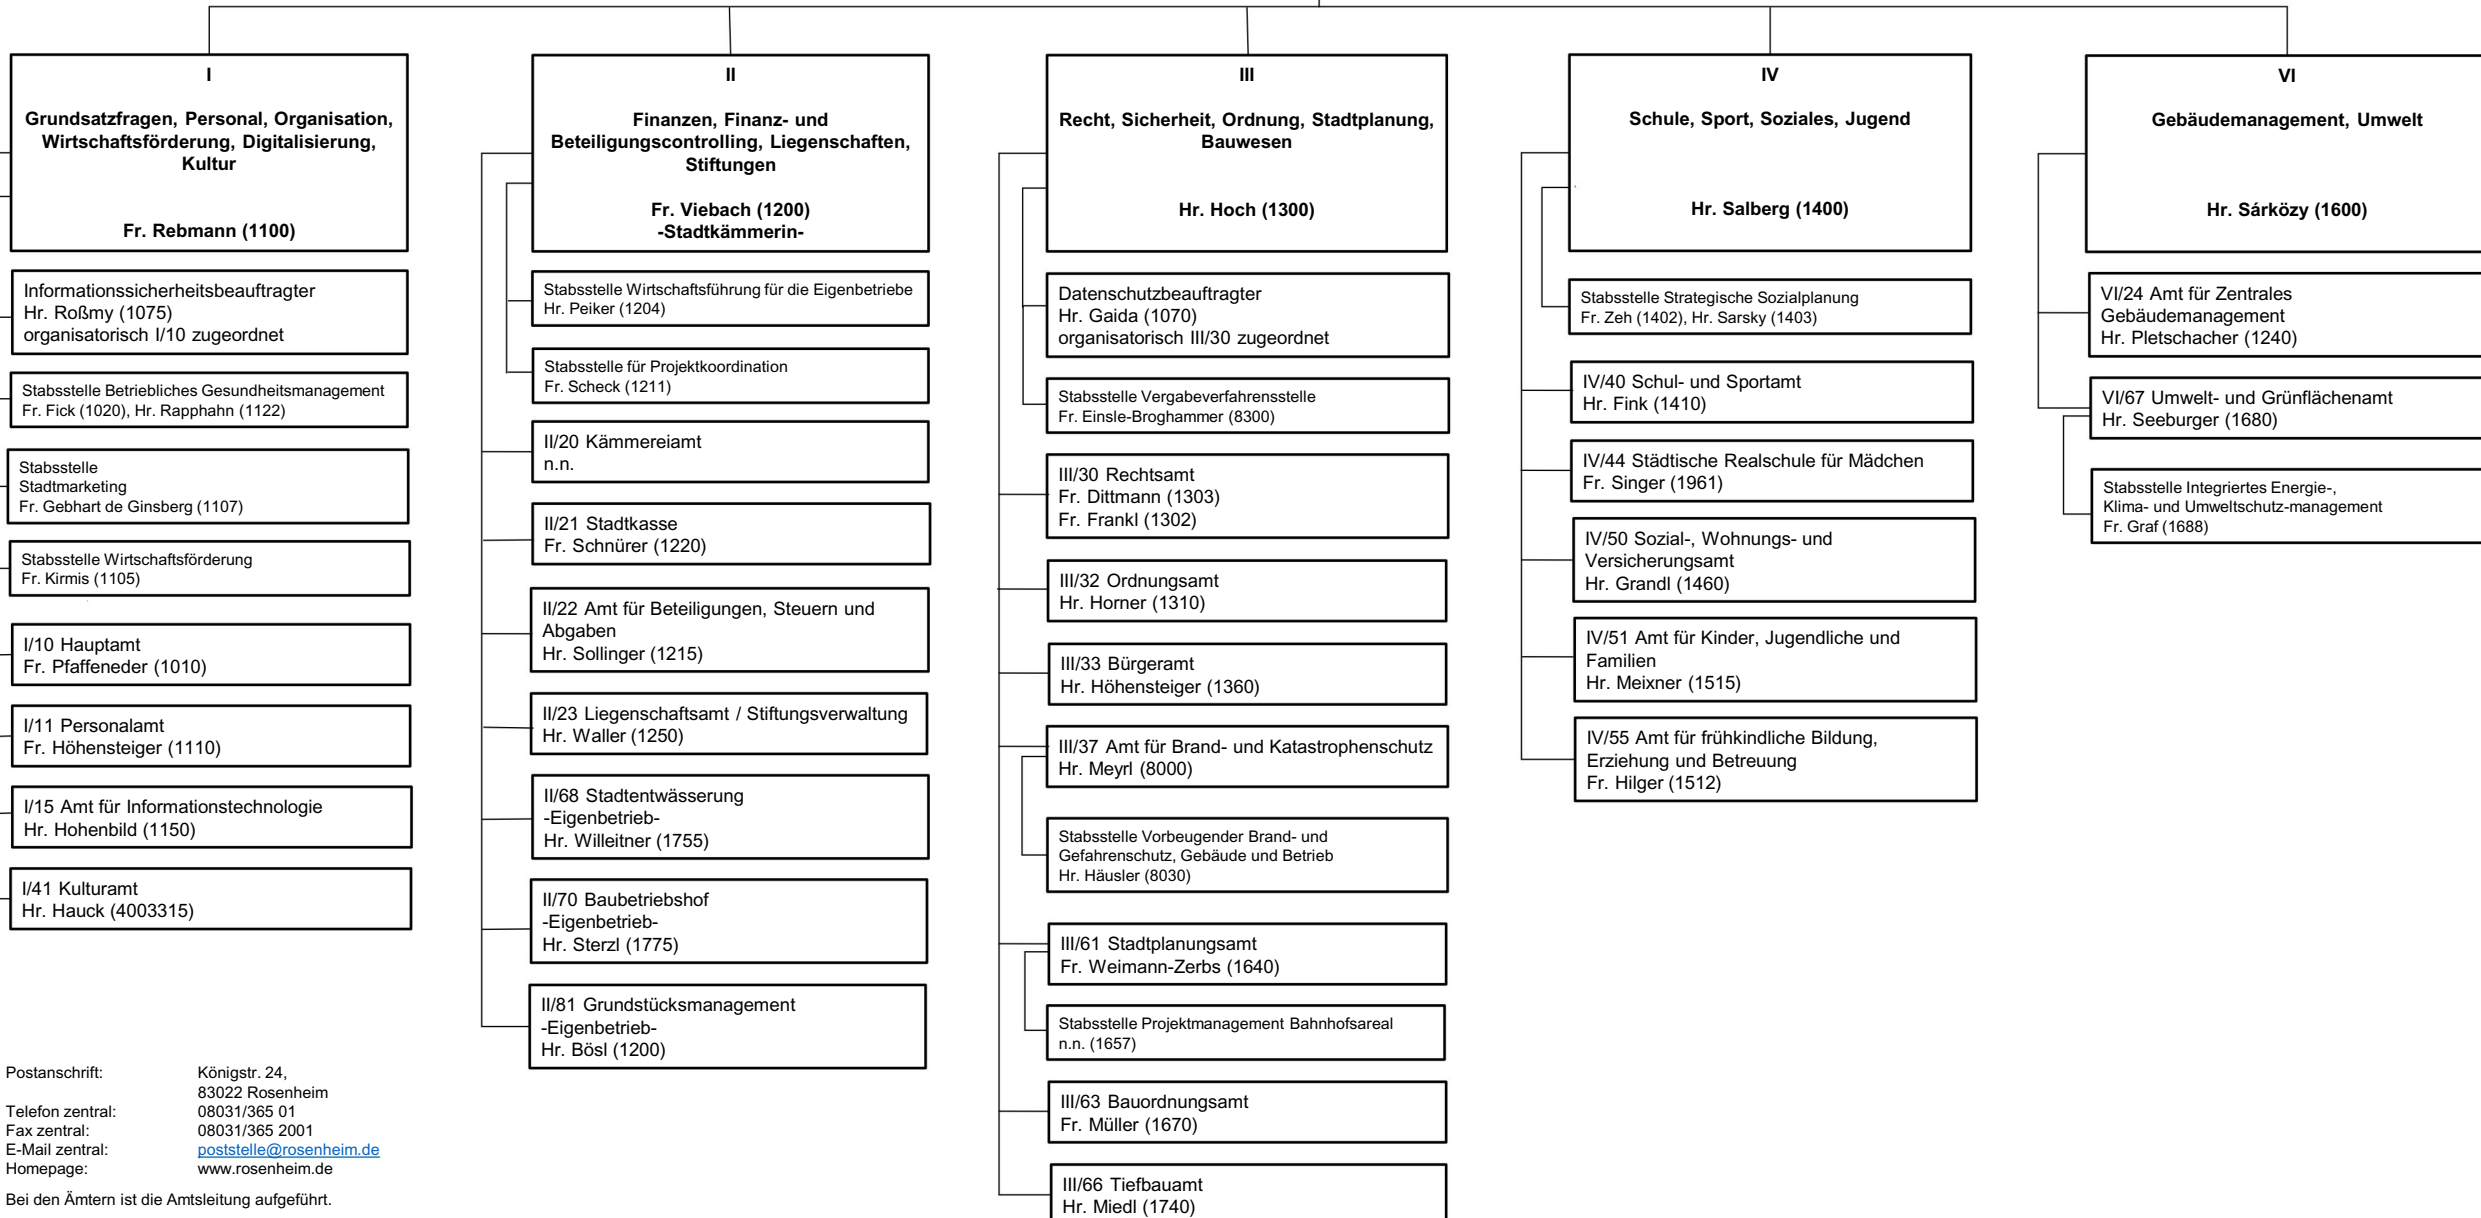 I
Grundsatzfragen, Personal, Organisation,
Wirtschaftsförderung, Digitalisierung,
Kultur
Fr. Rebmann (1100)
Informationssicherheitsbeauftragter
Hr. Roßmy (1075)
organisatorisch I/10 zugeordnet
Stabsstelle Betriebliches Gesundheitsmanagement
Fr. Fick (1020), Hr. Rapphahn (1122)
Stabsstelle
Stadtmarketing
Fr. Gebhart de Ginsberg (1107)
Stabsstelle Wirtschaftsförderung
Fr. Kirmis (1105)
I/10 Hauptamt
Fr. Pfaffeneder (1010)
I/11 Personalamt
Fr. Höhensteiger (1110)
I/15 Amt für Informationstechnologie
Hr. Hohenbild (1150)
I/41 Kulturamt
Hr. Hauck (4003315)
II
Finanzen, Finanz- und
Beteiligungscontrolling, Liegenschaften,
Stiftungen
Fr. Viebach (1200)
-Stadtkämmerin-
Stabsstelle Wirtschaftsführung für die Eigenbetriebe
Hr. Peiker (1204)
Stabsstelle für Projektkoordination
Fr. Scheck (1211)
II/20 Kämmereiamt
n.n.
II/21 Stadtkasse
Fr. Schnürer (1220)
II/22 Amt für Beteiligungen, Steuern und
Abgaben
Hr. Sollinger (1215)
II/23 Liegenschaftsamt / Stiftungsverwaltung
Hr. Waller (1250)
II/68 Stadtentwässerung
-Eigenbetrieb-
Hr. Willeitner (1755)
II/70 Baubetriebshof
-Eigenbetrieb-
Hr. Sterzl (1775)
II/81 Grundstücksmanagement
-Eigenbetrieb-
Hr. Bösl (1200)
III
Recht, Sicherheit, Ordnung, Stadtplanung,
Bauwesen
Hr. Hoch (1300)
Datenschutzbeauftragter
Hr. Gaida (1070)
organisatorisch III/30 zugeordnet
Stabsstelle Vergabeverfahrensstelle
Fr. Einsle-Broghammer (8300)
III/30 Rechtsamt
Fr. Dittmann (1303)
Fr. Frankl (1302)
III/32 Ordnungsamt
Hr. Horner (1310)
III/33 Bürgeramt
Hr. Höhensteiger (1360)
III/37 Amt für Brand- und Katastrophenschutz
Hr. Meyrl (8000)
Stabsstelle Vorbeugender Brand- und
Gefahrenschutz, Gebäude und Betrieb
Hr. Häusler (8030)
III/61 Stadtplanungsamt
Fr. Weimann-Zerbs (1640)
Stabsstelle Projektmanagement Bahnhofsareal
n.n. (1657)
III/63 Bauordnungsamt
Fr. Müller (1670)
III/66 Tiefbauamt
Hr. Miedl (1740)
IV
Schule, Sport, Soziales, Jugend
Hr. Salberg (1400)
Stabsstelle Strategische Sozialplanung
Fr. Zeh (1402), Hr. Sarsky (1403)
IV/40 Schul- und Sportamt
Hr. Fink (1410)
IV/44 Städtische Realschule für Mädchen
Fr. Singer (1961)
IV/50 Sozial-, Wohnungs- und
Versicherungsamt
Hr. Grandl (1460)
IV/51 Amt für Kinder, Jugendliche und
Familien
Hr. Meixner (1515)
IV/55 Amt für frühkindliche Bildung,
Erziehung und Betreuung
Fr. Hilger (1512)
VI
Gebäudemanagement, Umwelt
Hr. Sárközy (1600)
VI/24 Amt für Zentrales
Gebäudemanagement
Hr. Pletschacher (1240)
VI/67 Umwelt- und Grünflächenamt
Hr. Seeburger (1680)
Stabsstelle Integriertes Energie-,
Klima- und Umweltschutz-management
Fr. Graf (1688)
Postanschrift: Königstr. 24,
83022 Rosenheim
Telefon zentral: 08031/365 01
Fax zentral: 08031/365 2001
E-Mail zentral: poststelle@rosenheim.de
Homepage: www.rosenheim.de
Bei den Ämtern ist die Amtsleitung aufgeführt.